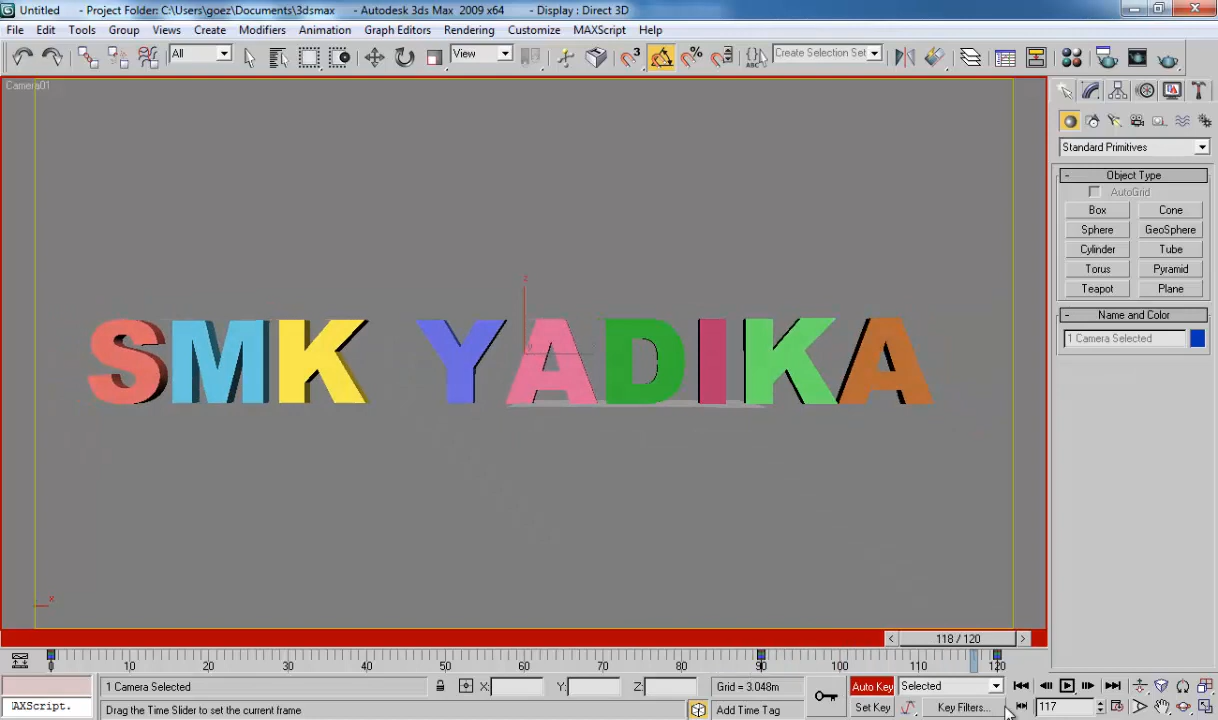 Untitled - Project Folder: C:\Users\goez\Documents\3dsmax - Autodesk 3ds Max 2009 x64 - Display : Direct 3D
File Edit Tools Group Views Create Modifiers Animation Graph Editors Rendering Customize MAXScript Help
All View 3 Create Selection Set
Camera01
Standard Primitives
- Object Type
AutoGrid
Box Cone
Sphere GeoSphere
Cylinder Tube
Torus Pyramid
Teapot Plane
- Name and Color
1 Camera Selected
z
SMK YADIKA
x
< 118 / 120 >
0 10 20 30 40 50 60 70 80 90 100 110 120
1 Camera Selected X: Y: Z: Grid = 3.048m Auto Key Selected
AXScript. Drag the Time Slider to set the current frame Add Time Tag Set Key Key Filters... 117